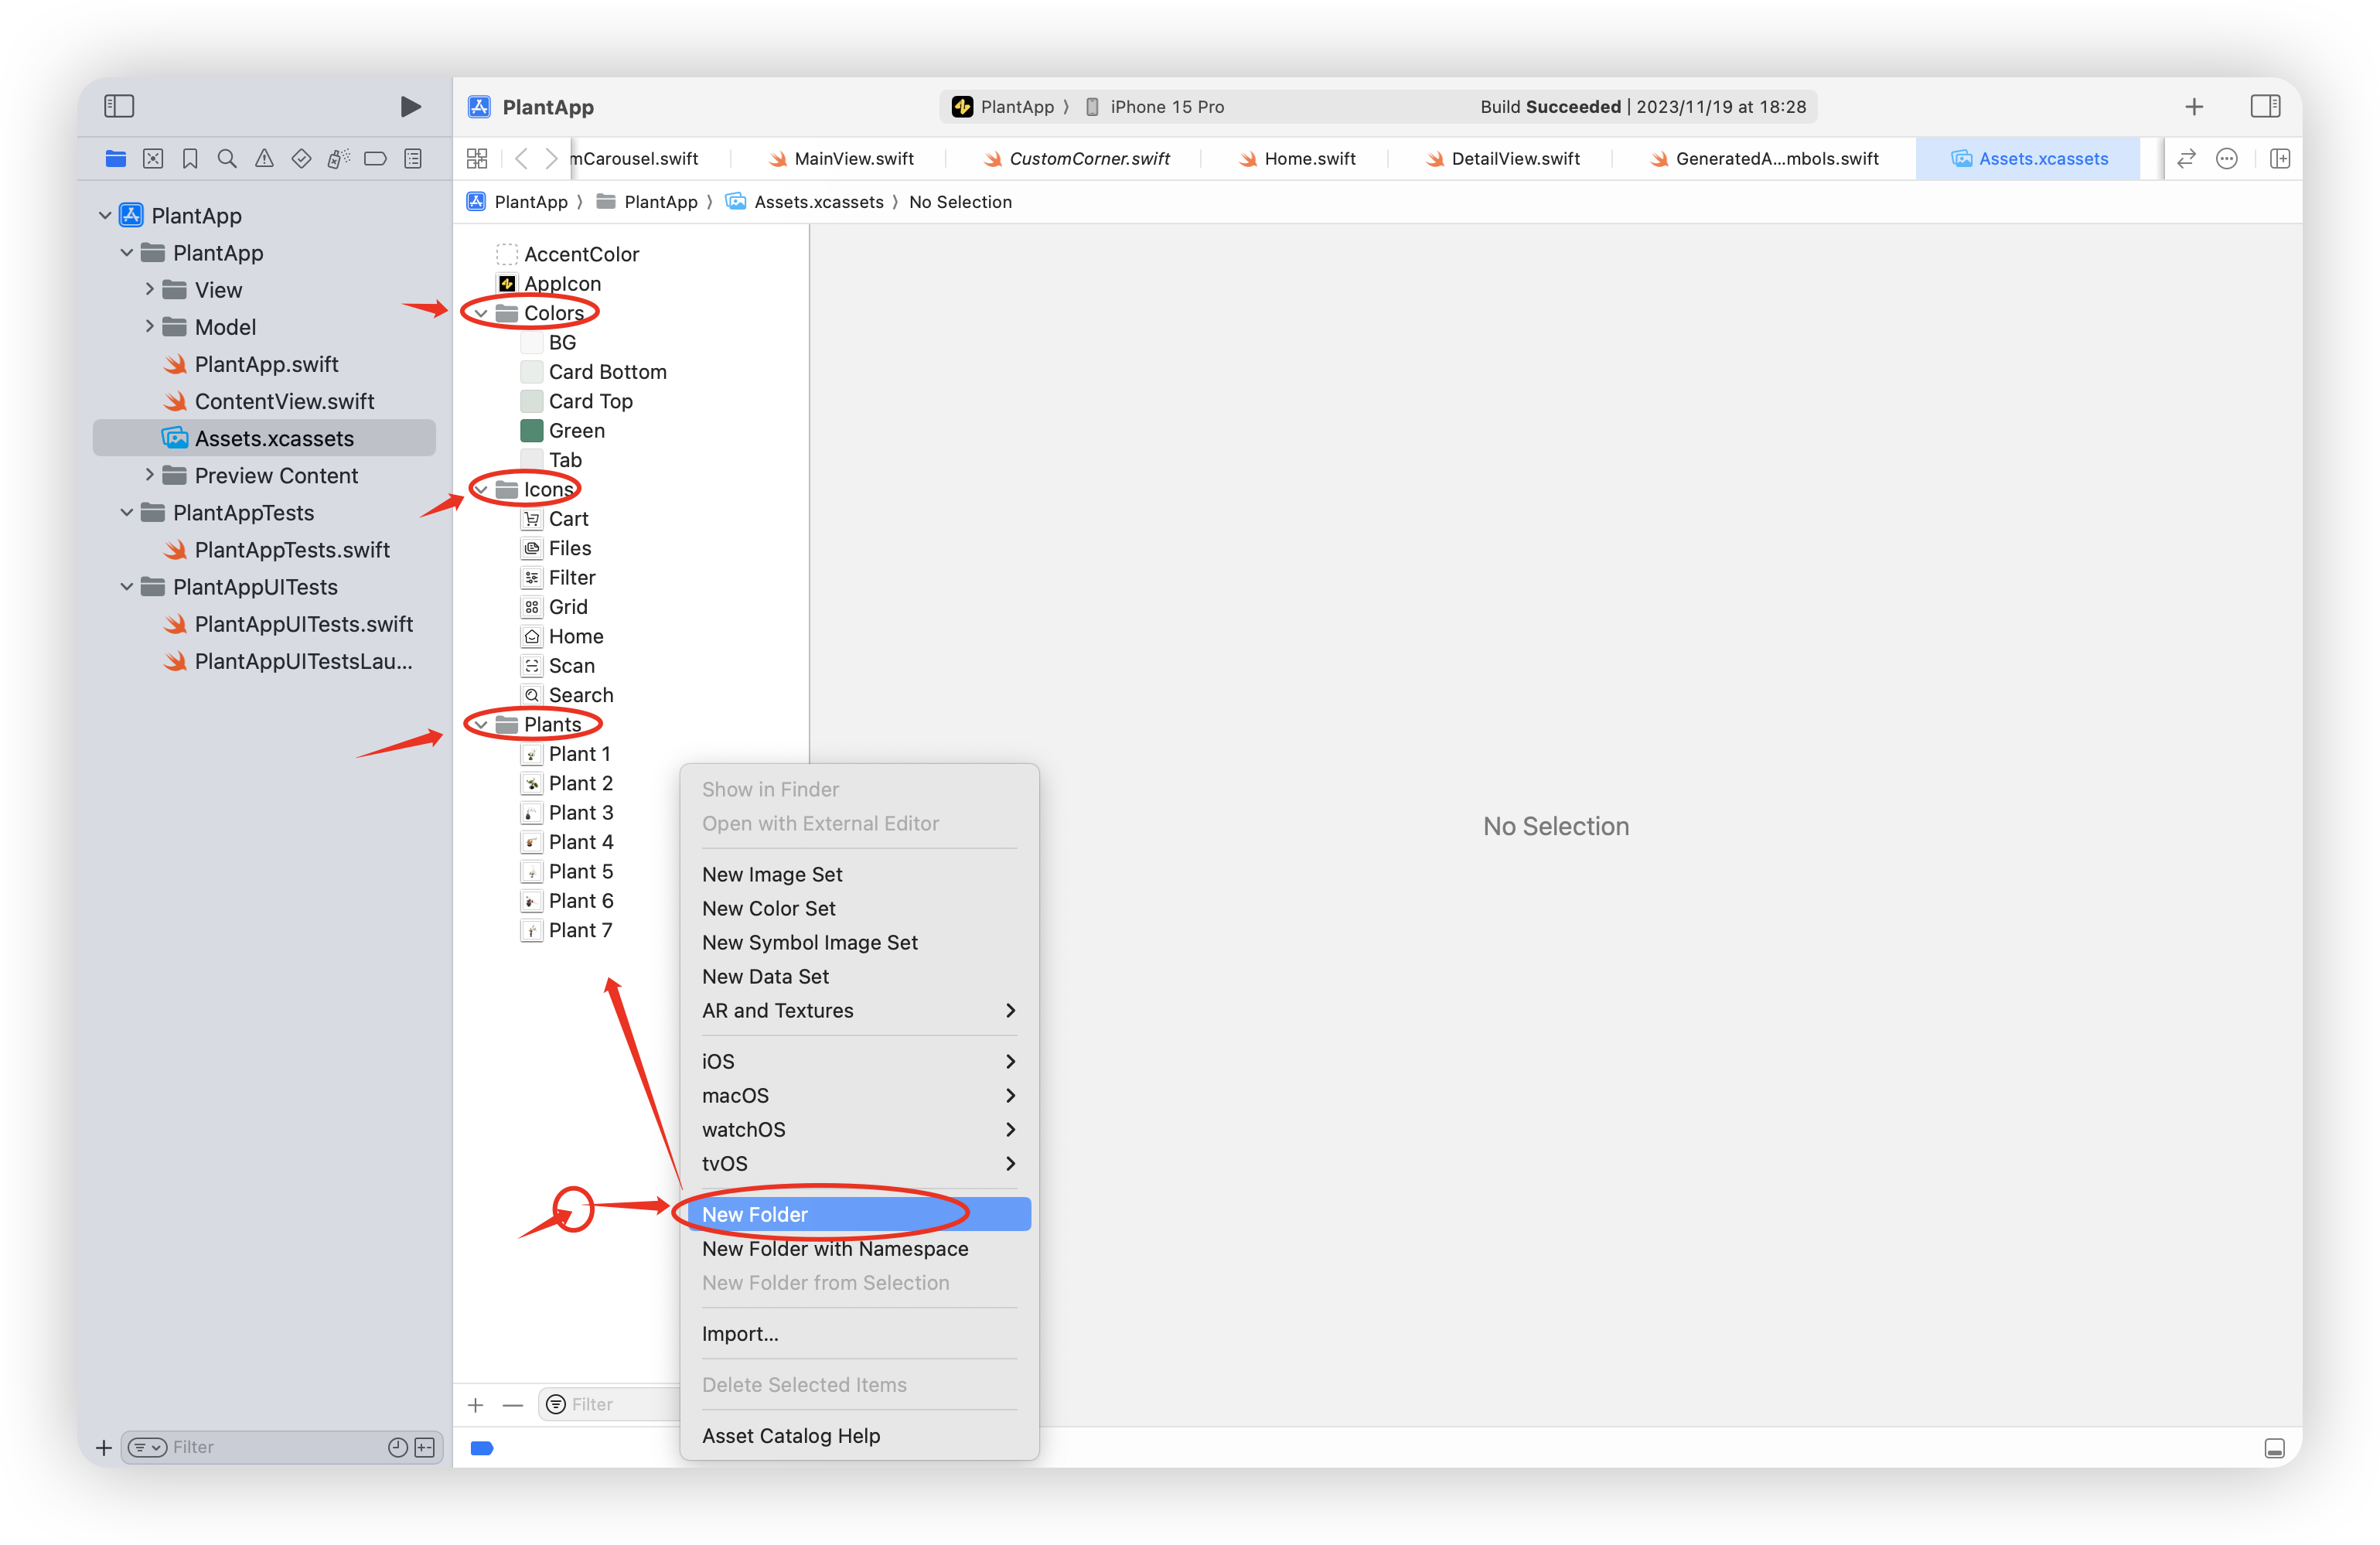 PlantApp
PlantApp 〉 iPhone 15 Pro
Build Succeeded | 2023/11/19 at 18:28
mCarousel.swift
MainView.swift
CustomCorner.swift
Home.swift
DetailView.swift
GeneratedA...mbols.swift
Assets.xcassets
PlantApp 〉 PlantApp 〉 Assets.xcassets 〉 No Selection
PlantApp
PlantApp
View
Model
PlantApp.swift
ContentView.swift
Assets.xcassets
Preview Content
PlantAppTests
PlantAppTests.swift
PlantAppUITests
PlantAppUITests.swift
PlantAppUITestsLau...
Filter
AccentColor
AppIcon
Colors
BG
Card Bottom
Card Top
Green
Tab
Icons
Cart
Files
Filter
Grid
Home
Scan
Search
Plants
Plant 1
Plant 2
Plant 3
Plant 4
Plant 5
Plant 6
Plant 7
Filter
Show in Finder
Open with External Editor
New Image Set
New Color Set
New Symbol Image Set
New Data Set
AR and Textures
iOS
macOS
watchOS
tvOS
New Folder
New Folder with Namespace
New Folder from Selection
Import...
Delete Selected Items
Asset Catalog Help
No Selection